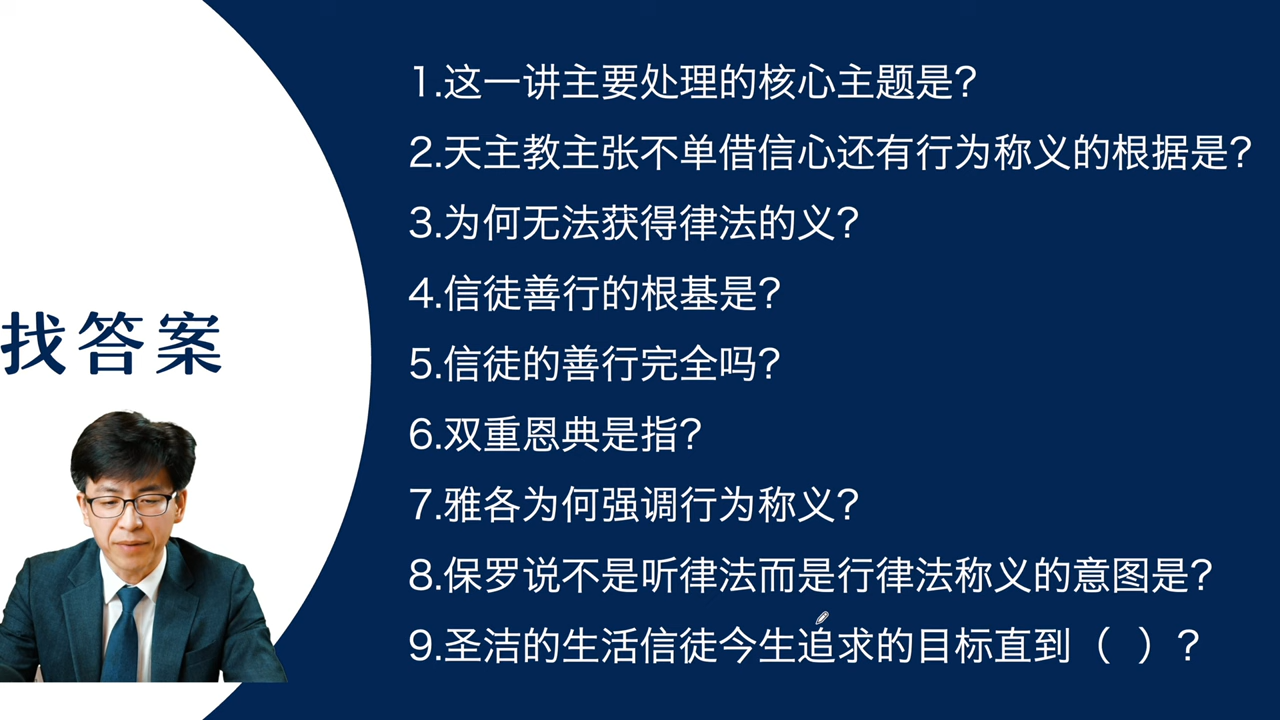 找答案
1.这一讲主要处理的核心主题是?
2.天主教主张不单借信心还有行为称义的根据是?
3.为何无法获得律法的义?
4.信徒善行的根基是?
5.信徒的善行完全吗?
6.双重恩典是指?
7.雅各为何强调行为称义?
8.保罗说不是听律法而是行律法称义的意图是?
9.圣洁的生活信徒今生追求的目标直到（ ）?